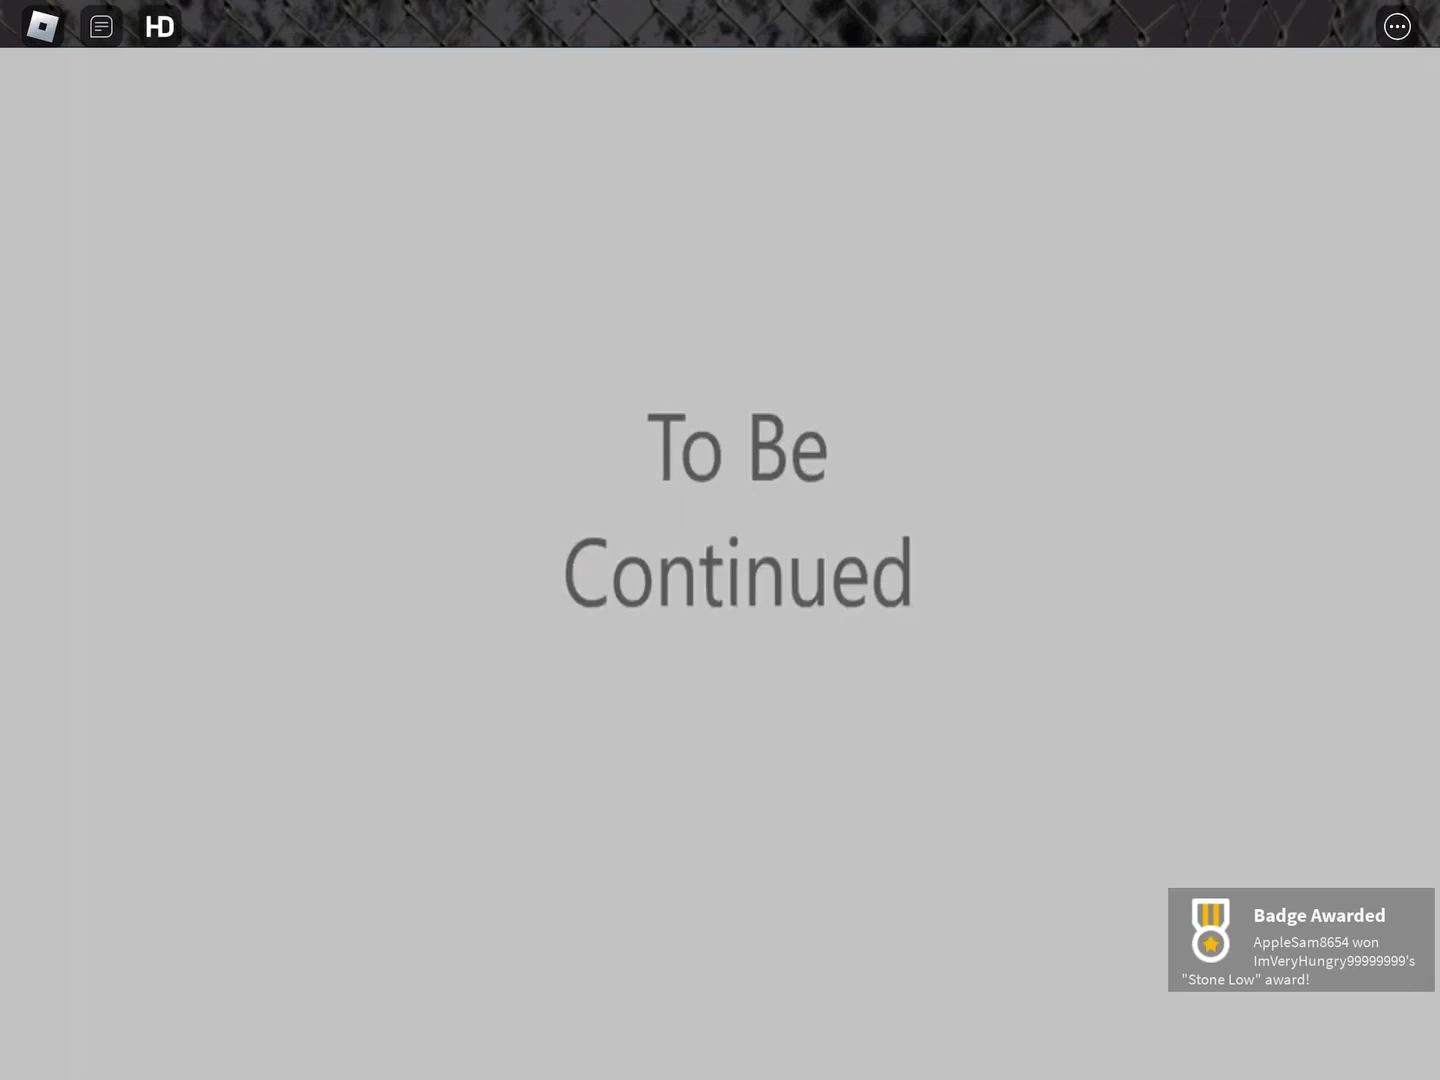 HD
To Be
Continued
Badge Awarded
AppleSam8654 won
ImVeryHungry99999999's
"Stone Low" award!